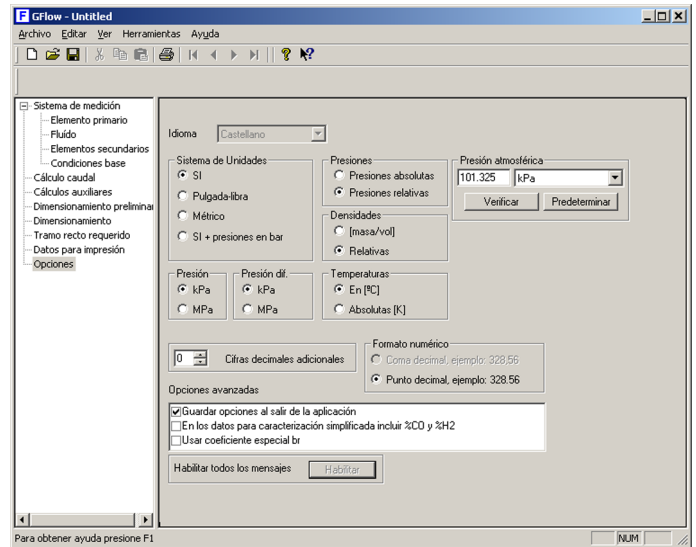 GFlow - Untitled
Archivo Editar Ver Herramientas Ayuda
Sistema de medición
Elemento primario
Fluído
Elementos secundarios
Condiciones base
Cálculo caudal
Cálculos auxiliares
Dimensionamiento preliminar
Dimensionamiento
Tramo recto requerido
Datos para impresión
Opciones
Idioma Castellano
Sistema de Unidades
SI
Pulgada-libra
Métrico
SI + presiones en bar
Presiones
Presiones absolutas
Presiones relativas
Densidades
[masa/vol]
Relativas
Presión atmosférica
101.325 kPa
Verificar Predeterminar
Presión
kPa
MPa
Presión dif.
kPa
MPa
Temperaturas
En [ºC]
Absolutas [K]
0 Cifras decimales adicionales
Formato numérico
Coma decimal, ejemplo: 328,56
Punto decimal, ejemplo: 328.56
Opciones avanzadas
Guardar opciones al salir de la aplicación
En los datos para caracterización simplificada incluir %CO y %H2
Usar coeficiente especial br
Habilitar todos los mensajes Habilitar
Para obtener ayuda presione F1 NUM